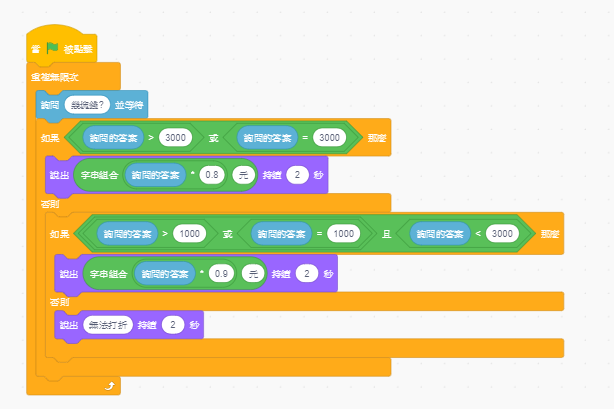 當 被點擊
重複無限次
詢問 幾塊錢? 並等待
如果 詢問的答案 > 3000 或 詢問的答案 = 3000 那麼
說出 字串組合 詢問的答案 * 0.8 元 持續 2 秒
否則
如果 詢問的答案 > 1000 或 詢問的答案 = 1000 且 詢問的答案 < 3000 那麼
說出 字串組合 詢問的答案 * 0.9 元 持續 2 秒
否則
說出 無法打折 持續 2 秒